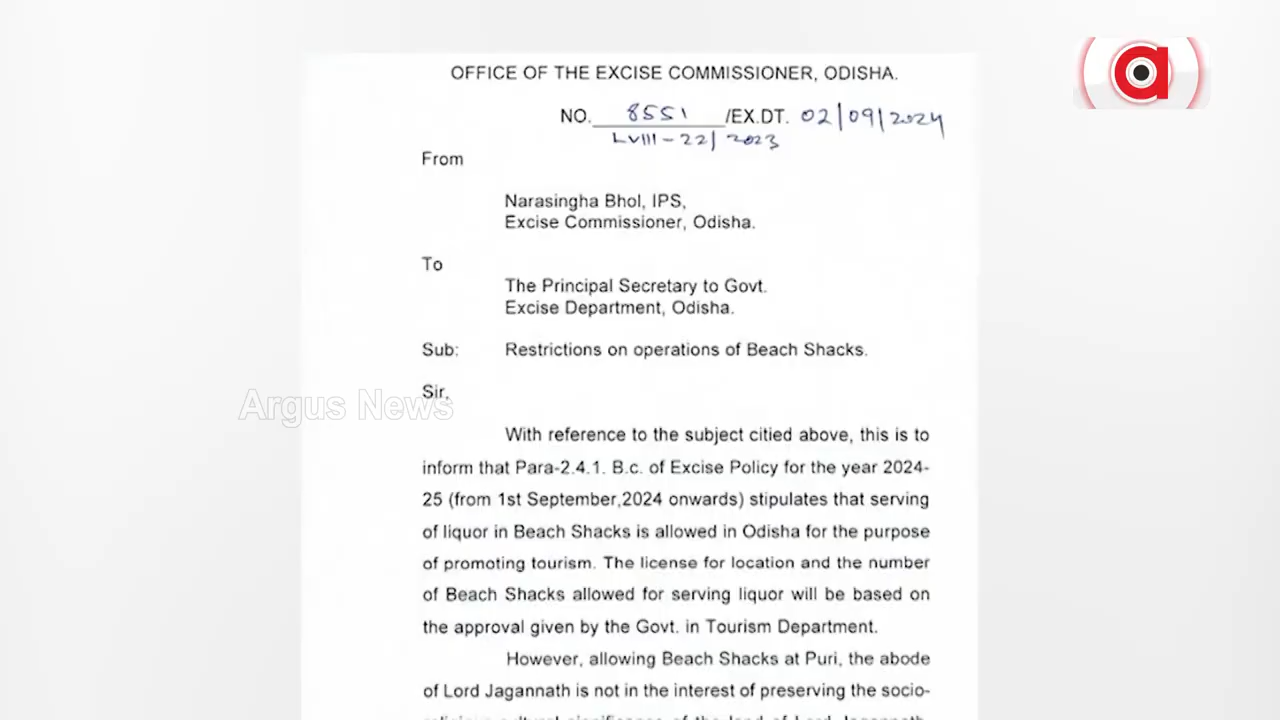 OFFICE OF THE EXCISE COMMISSIONER, ODISHA.
NO. 8551 /EX.DT. 02/09/2024
LVIII-22/2023
From
Narasingha Bhol, IPS,
Excise Commissioner, Odisha.
To
The Principal Secretary to Govt.
Excise Department, Odisha.
Sub: Restrictions on operations of Beach Shacks.
Sir,
Argus News
With reference to the subject citied above, this is to
inform that Para-2.4.1. B.c. of Excise Policy for the year 2024-
25 (from 1st September,2024 onwards) stipulates that serving
of liquor in Beach Shacks is allowed in Odisha for the purpose
of promoting tourism. The license for location and the number
of Beach Shacks allowed for serving liquor will be based on
the approval given by the Govt. in Tourism Department.
However, allowing Beach Shacks at Puri, the abode
of Lord Jagannath is not in the interest of preserving the socio-